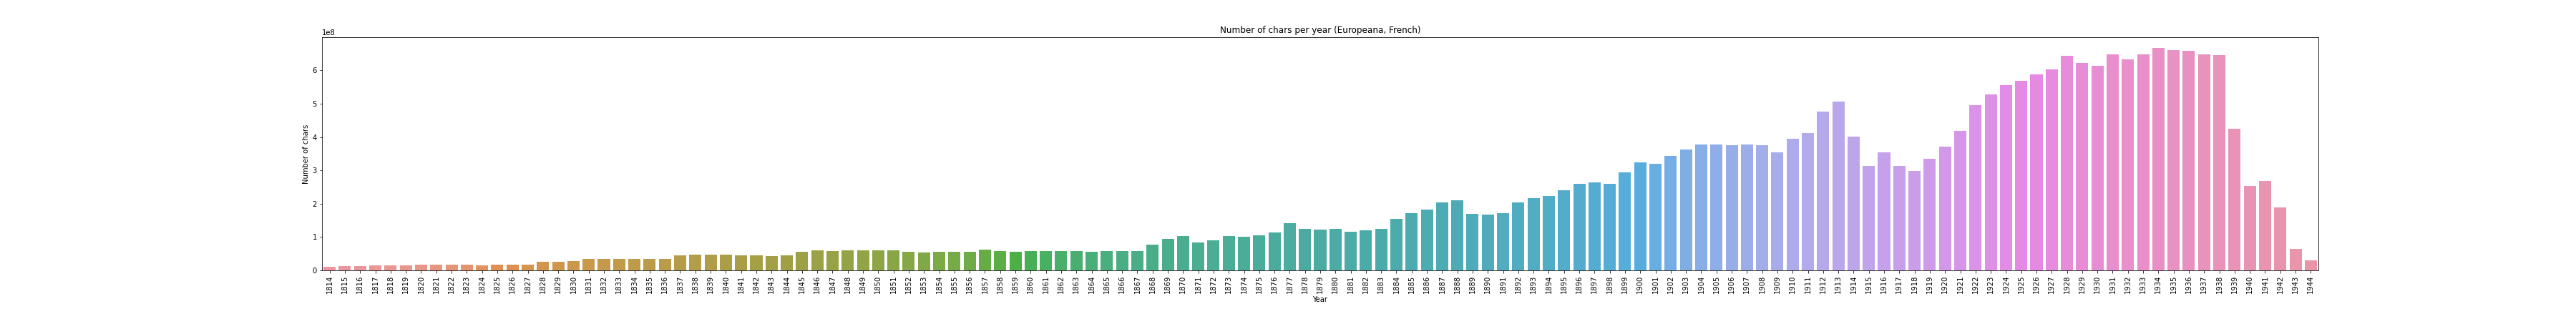 Number of chars per year (Europeana, French)
1e8
6
5
4
3
2
1
0
Number of chars
1814 1815 1816 1817 1818 1819 1820 1821 1822 1823 1824 1825 1826 1827 1828 1829 1830 1831 1832 1833 1834 1835 1836 1837 1838 1839 1840 1841 1842 1843 1844 1845 1846 1847 1848 1849 1850 1851 1852 1853 1854 1855 1856 1857 1858 1859 1860 1861 1862 1863 1864 1865 1866 1867 1868 1869 1870 1871 1872 1873 1874 1875 1876 1877 1878 1879 1880 1881 1882 1883 1884 1885 1886 1887 1888 1889 1890 1891 1892 1893 1894 1895 1896 1897 1898 1899 1900 1901 1902 1903 1904 1905 1906 1907 1908 1909 1910 1911 1912 1913 1914 1915 1916 1917 1918 1919 1920 1921 1922 1923 1924 1925 1926 1927 1928 1929 1930 1931 1932 1933 1934 1935 1936 1937 1938 1939 1940 1941 1942 1943 1944
Year